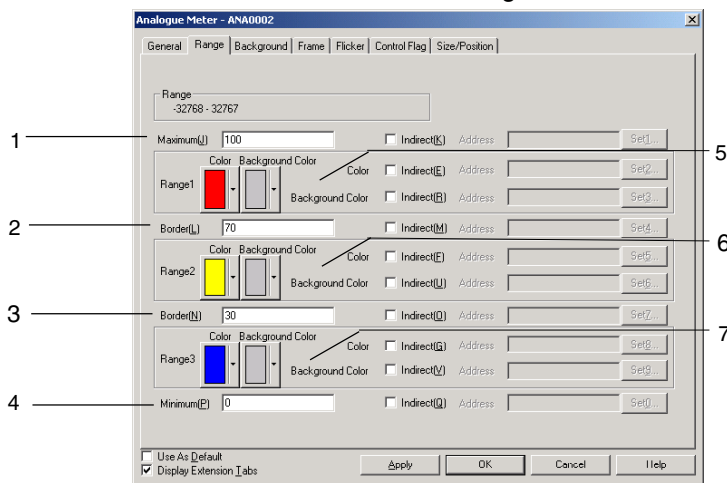 Analogue Meter - ANA0002
General Range Background Frame Flicker Control Flag Size/Position
Range
-32768 - 32767
1 Maximum(J) 100 Indirect(K) Address Set1...
5
Color Background Color
Range1 Color Indirect(E) Address Set2...
Background Color Indirect(R) Address Set3...
2 Border(L) 70 Indirect(M) Address Set4...
6
Color Background Color
Range2 Color Indirect(F) Address Set5...
Background Color Indirect(U) Address Set6...
3 Border(N) 30 Indirect(O) Address Set7...
7
Color Background Color
Range3 Color Indirect(G) Address Set8...
Background Color Indirect(V) Address Set9...
4 Minimum(P) 0 Indirect(Q) Address Set0...
Use As Default
Display Extension Tabs Apply OK Cancel Help